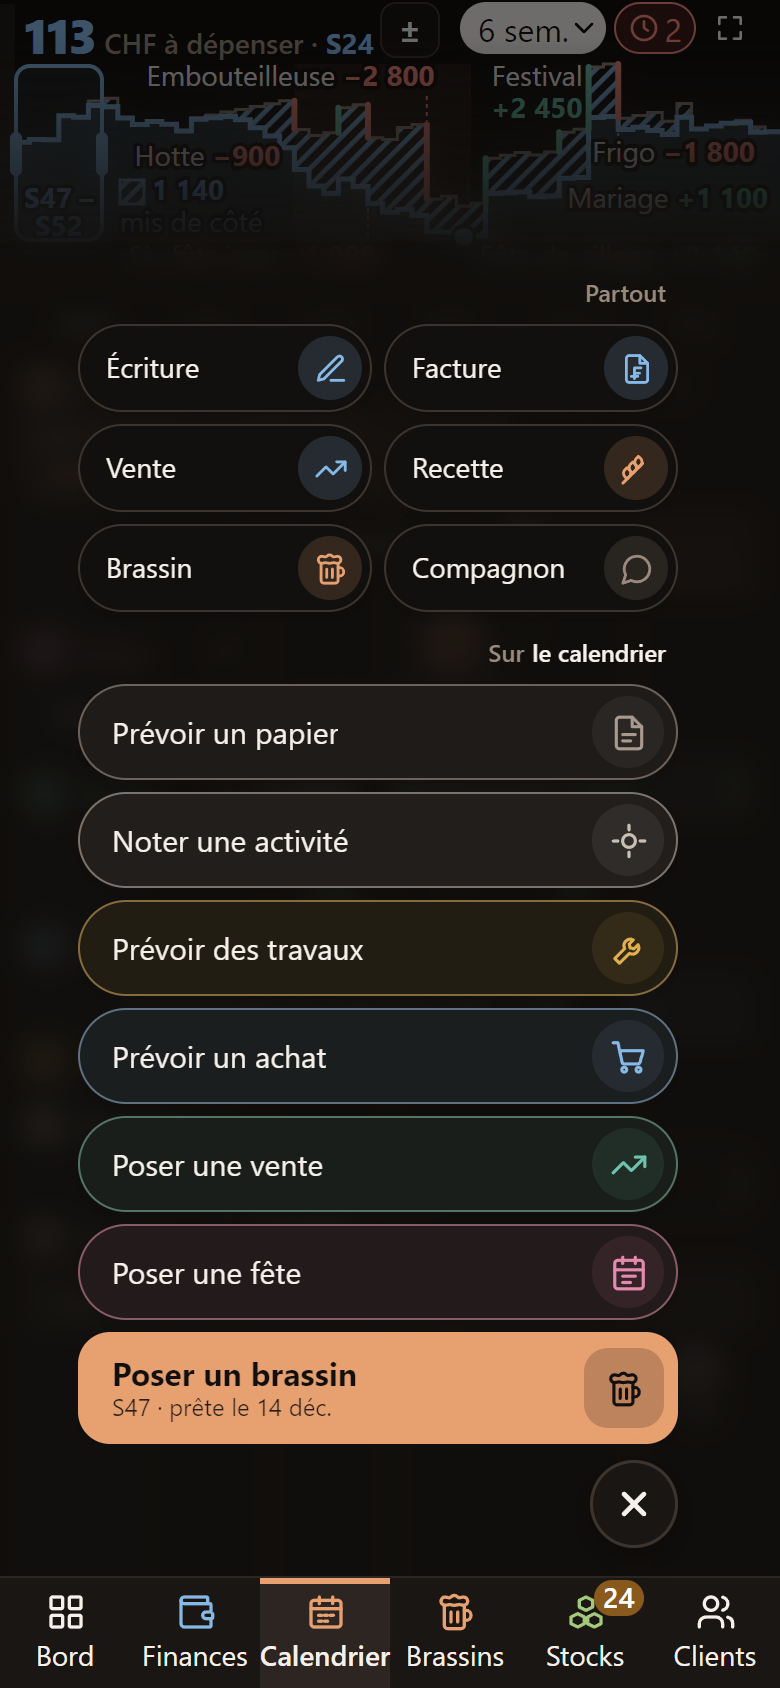 113 CHF à dépenser · S24
±
6 sem.
2
Embouteilleuse −2 800
Festival
+2 450
Hotte −900
Frigo −1 800
S47 –
S52
1 140
mis de côté
Mariage +1 100
Partout
Écriture
Facture
Vente
Recette
Brassin
Compagnon
Sur le calendrier
Prévoir un papier
Noter une activité
Prévoir des travaux
Prévoir un achat
Poser une vente
Poser une fête
Poser un brassin
S47 · prête le 14 déc.
24
Bord
Finances
Calendrier
Brassins
Stocks
Clients